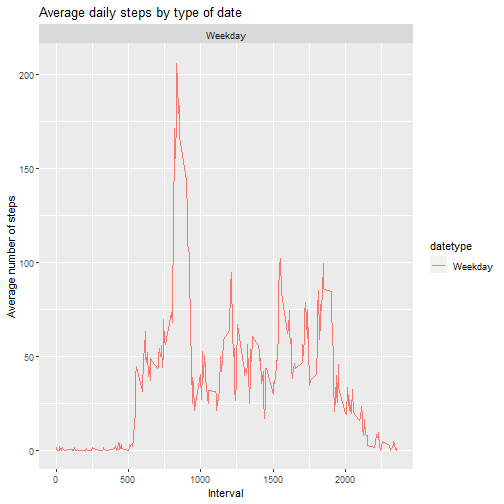 Average daily steps by type of date
Weekday
200
150
100
50
0
Average number of steps
0 500 1000 1500 2000
Interval
datetype
Weekday